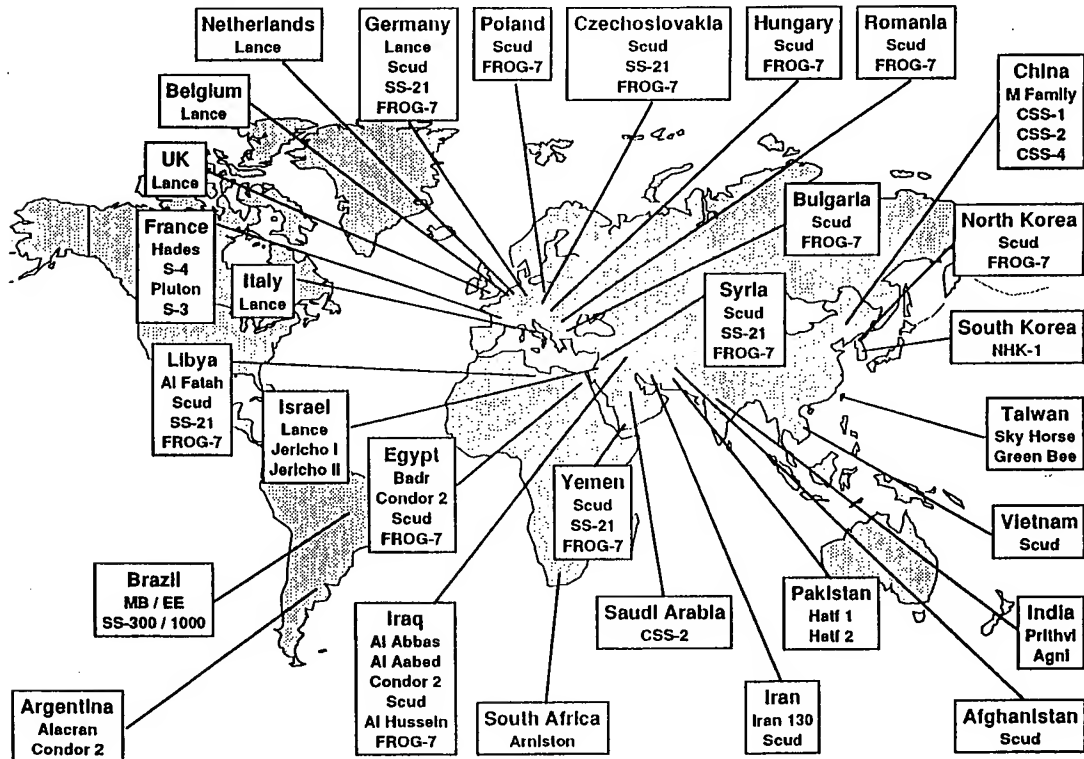 Netherlands
Lance
Germany
Lance
Scud
SS-21
FROG-7
Poland
Scud
FROG-7
Czechoslovakia
Scud
SS-21
FROG-7
Hungary
Scud
FROG-7
Romania
Scud
FROG-7
China
M Family
CSS-1
CSS-2
CSS-4
Belgium
Lance
UK
Lance
France
Hades
S-4
Pluton
S-3
Italy
Lance
Bulgaria
Scud
FROG-7
North Korea
Scud
FROG-7
Syria
Scud
SS-21
FROG-7
South Korea
NHK-1
Libya
Al Fatah
Scud
SS-21
FROG-7
Israel
Lance
Jericho I
Jericho II
Egypt
Badr
Condor 2
Scud
FROG-7
Yemen
Scud
SS-21
FROG-7
Taiwan
Sky Horse
Green Bee
Vietnam
Scud
Brazil
MB / EE
SS-300 / 1000
Iraq
Al Abbas
Al Aabed
Condor 2
Scud
Al Hussein
FROG-7
Saudi Arabia
CSS-2
Pakistan
Hatf 1
Hatf 2
India
Prithvi
Agni
Argentina
Alacran
Condor 2
South Africa
Arniston
Iran
Iran 130
Scud
Afghanistan
Scud